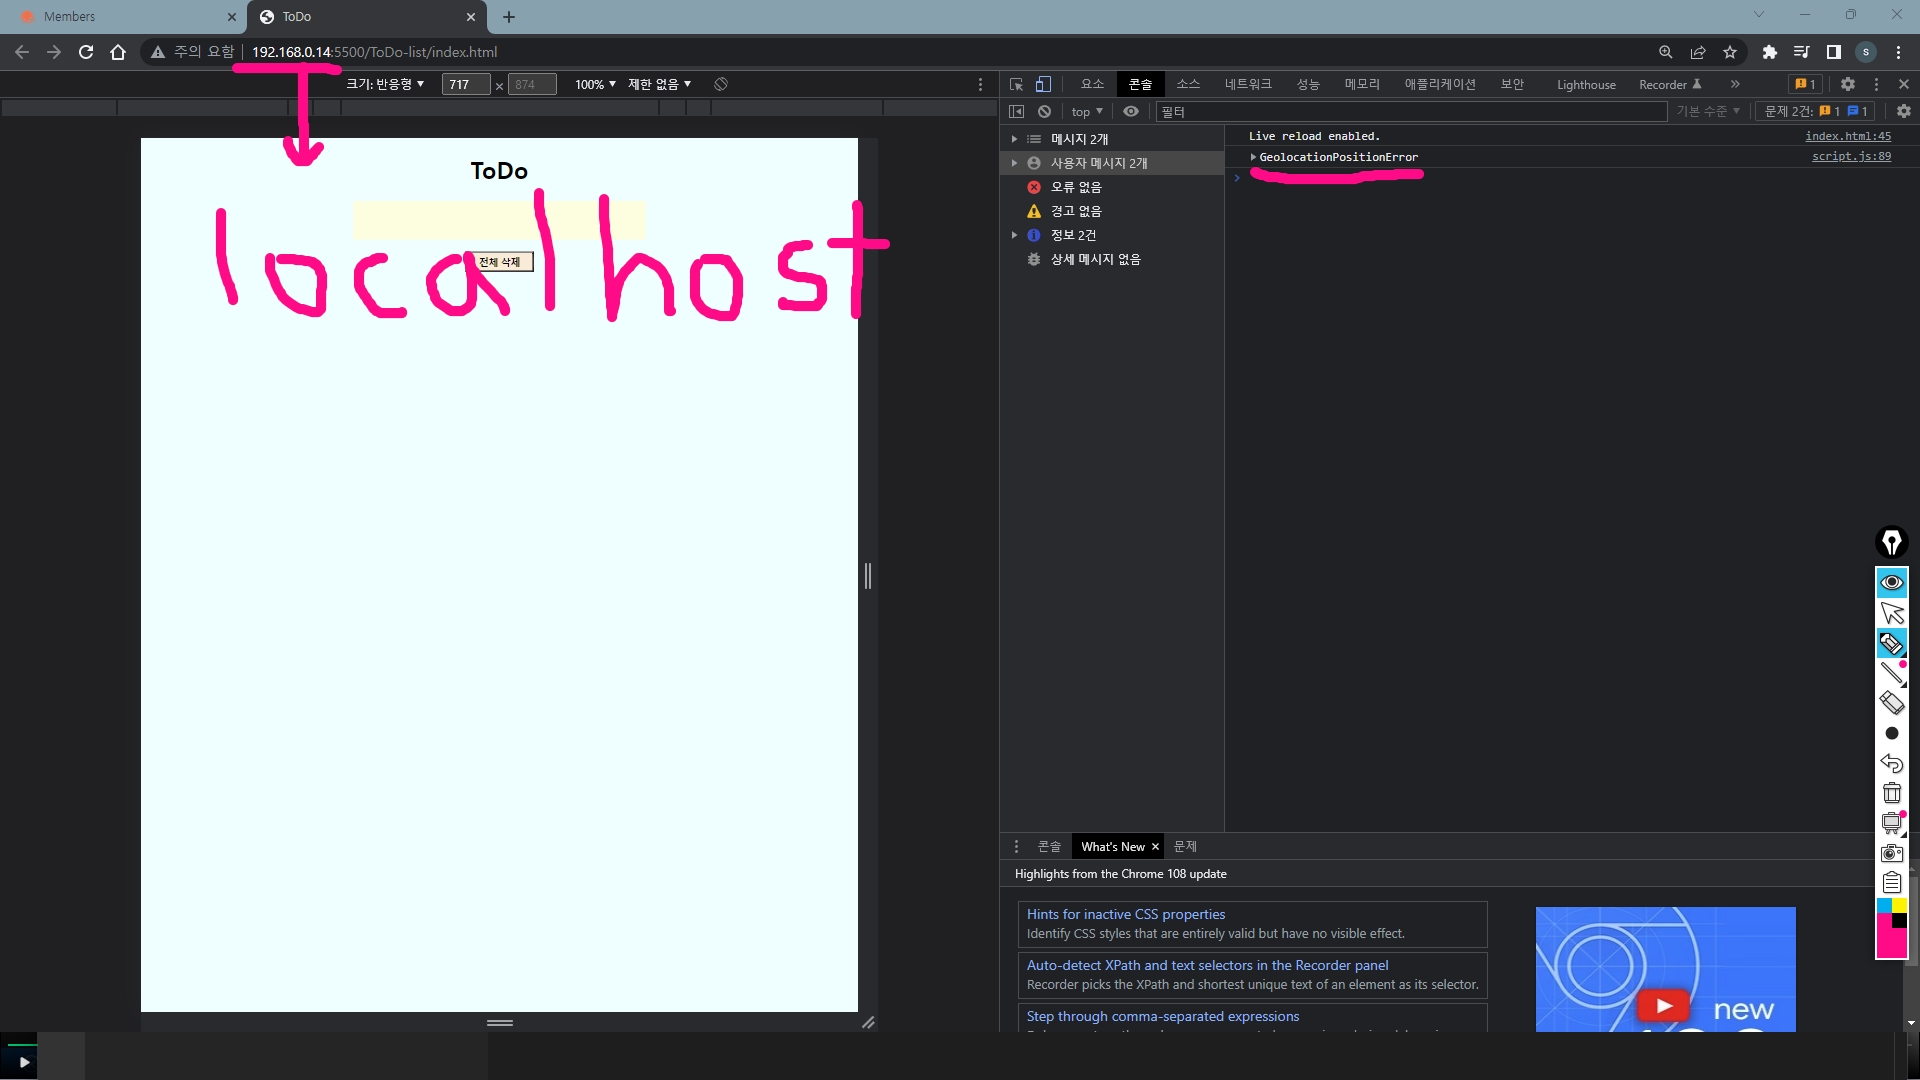 Members
ToDo
주의 요함
192.168.0.14:5500/ToDo-list/index.html
s
크기: 반응형
717
×
874
100%
제한 없음
ToDo
전체 삭제
localhost
요소
콘솔
소스
네트워크
성능
메모리
애플리케이션
보안
Lighthouse
Recorder
1
top
필터
기본 수준
문제 2건:
1
1
메시지 2개
사용자 메시지 2개
오류 없음
경고 없음
정보 2건
상세 메시지 없음
Live reload enabled.
index.html:45
GeolocationPositionError
script.js:89
콘솔
What's New
문제
Highlights from the Chrome 108 update
Hints for inactive CSS properties
Identify CSS styles that are entirely valid but have no visible effect.
Auto-detect XPath and text selectors in the Recorder panel
Recorder picks the XPath and shortest unique text of an element as its selector.
Step through comma-separated expressions
new